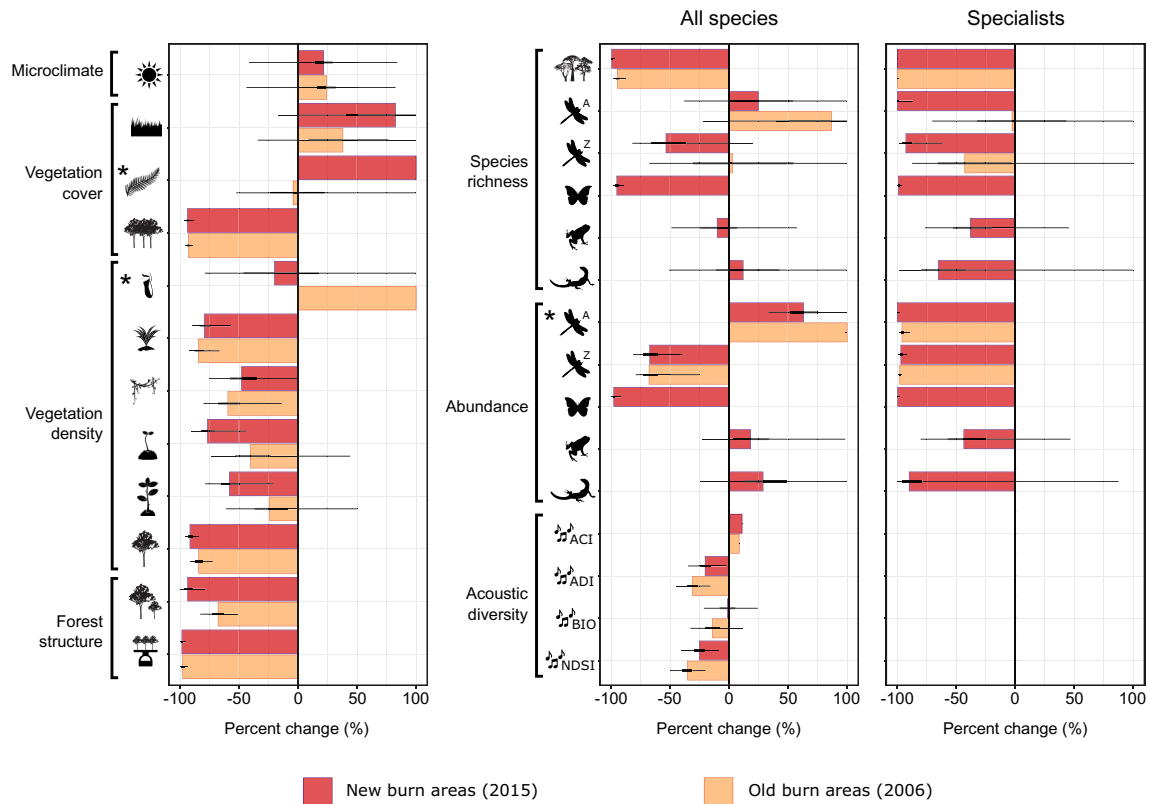 All species
Specialists
Microclimate
Vegetation
cover
*
*
Vegetation
density
Forest
structure
-100 -50 0 50 100
Percent change (%)
Species
richness
A
Z
Abundance
* A
Z
Acoustic
diversity
ACI
ADI
BIO
NDSI
-100 -50 0 50 100
Percent change (%)
-100 -50 0 50 100
Percent change (%)
New burn areas (2015)
Old burn areas (2006)